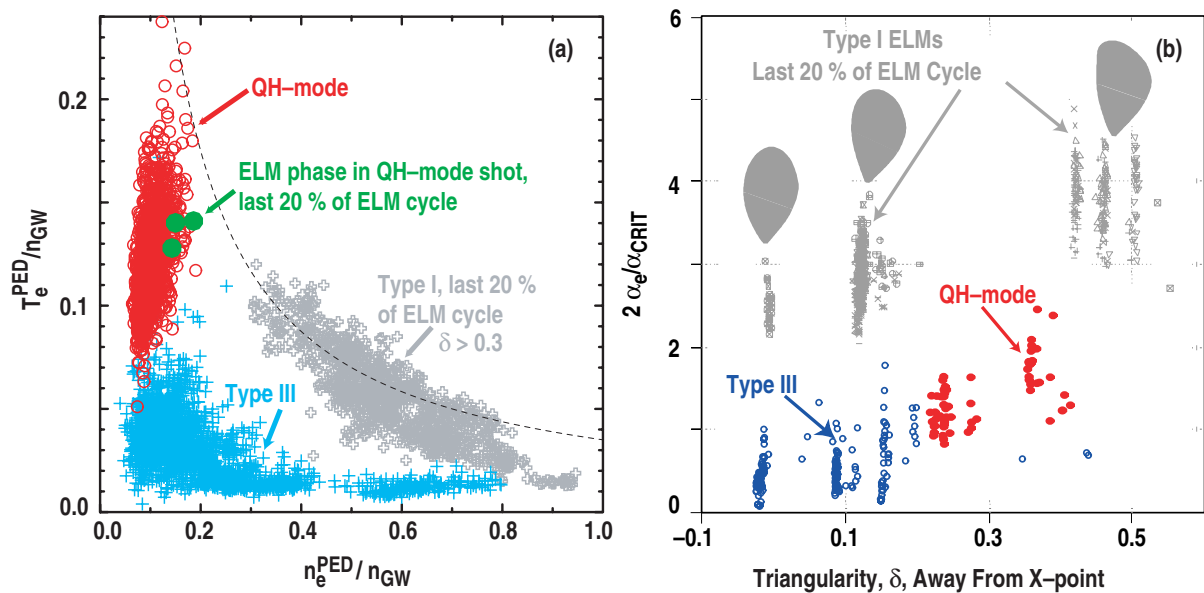 (a)
QH–mode
ELM phase in QH–mode shot,
last 20 % of ELM cycle
Type I, last 20 %
of ELM cycle
δ > 0.3
Type III
0.2
0.1
0.0
T_e^PED/n_GW
0.0 0.2 0.4 0.6 0.8 1.0
n_e^PED / n_GW
(b)
Type I ELMs
Last 20 % of ELM Cycle
QH–mode
Type III
6
4
2
0
2 α_e/α_CRIT
–0.1 0.1 0.3 0.5
Triangularity, δ, Away From X–point